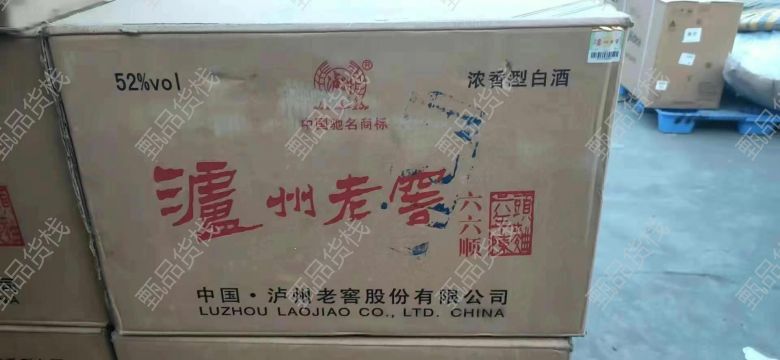 52%vol
®
浓香型白酒
中国驰名商标
泸州老窖
六六顺
中国·泸州老窖股份有限公司
LUZHOU LAOJIAO CO., LTD. CHINA
甄品货栈